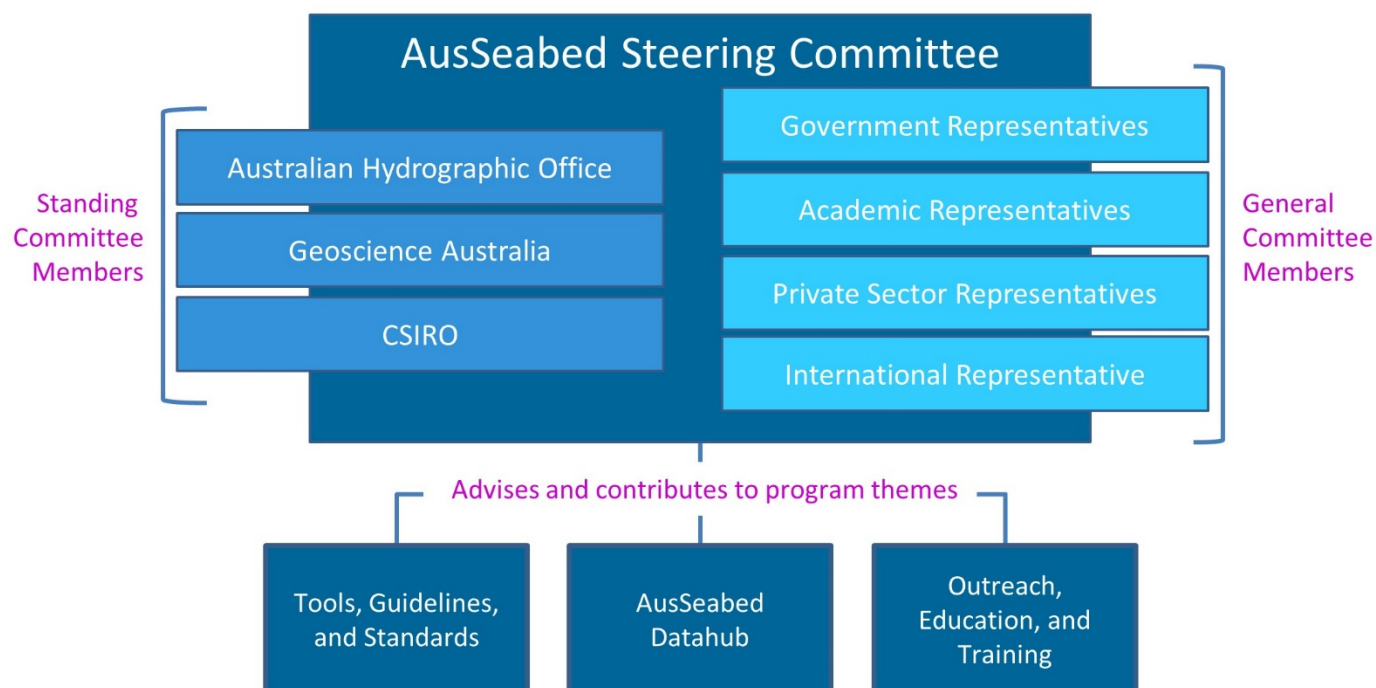 AusSeabed Steering Committee
Standing
Committee
Members
Australian Hydrographic Office
Geoscience Australia
CSIRO
Government Representatives
Academic Representatives
Private Sector Representatives
International Representative
General
Committee
Members
Advises and contributes to program themes
Tools, Guidelines,
and Standards
AusSeabed
Datahub
Outreach,
Education, and
Training